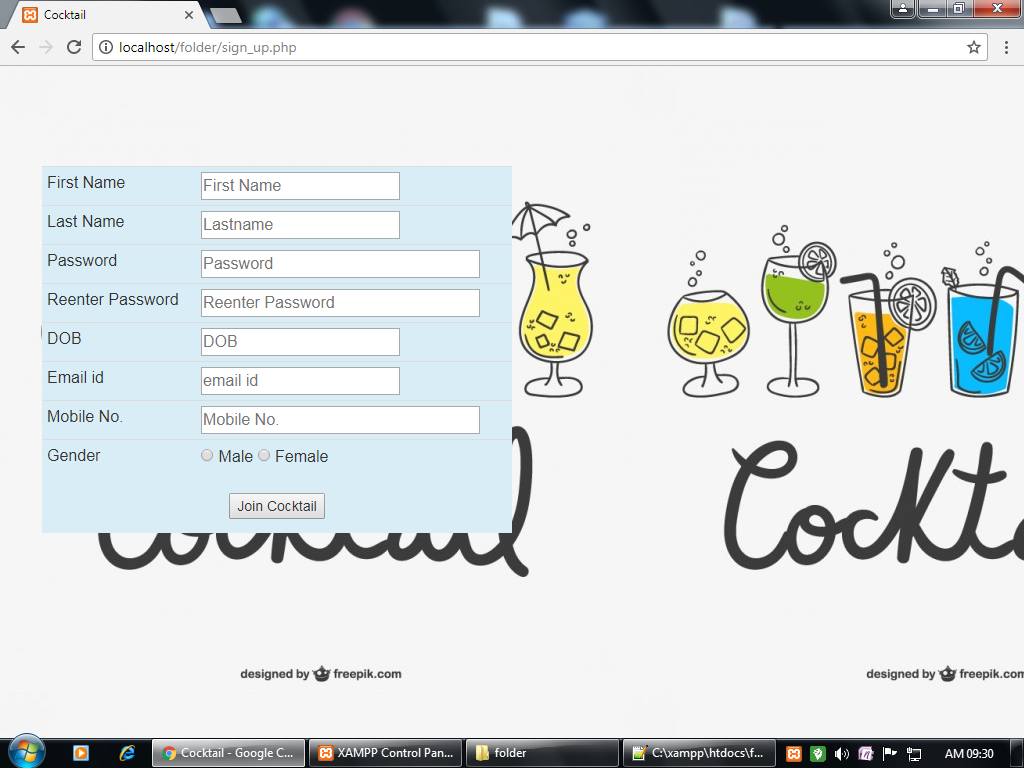 Cocktail
localhost/folder/sign_up.php
First Name First Name
Last Name Lastname
Password Password
Reenter Password Reenter Password
DOB DOB
Email id email id
Mobile No. Mobile No.
Gender Male Female
Join Cocktail
designed by freepik.com
designed by freepik.com
Cocktail - Google C... XAMPP Control Pan... folder C:\xampp\htdocs\f... AM 09:30